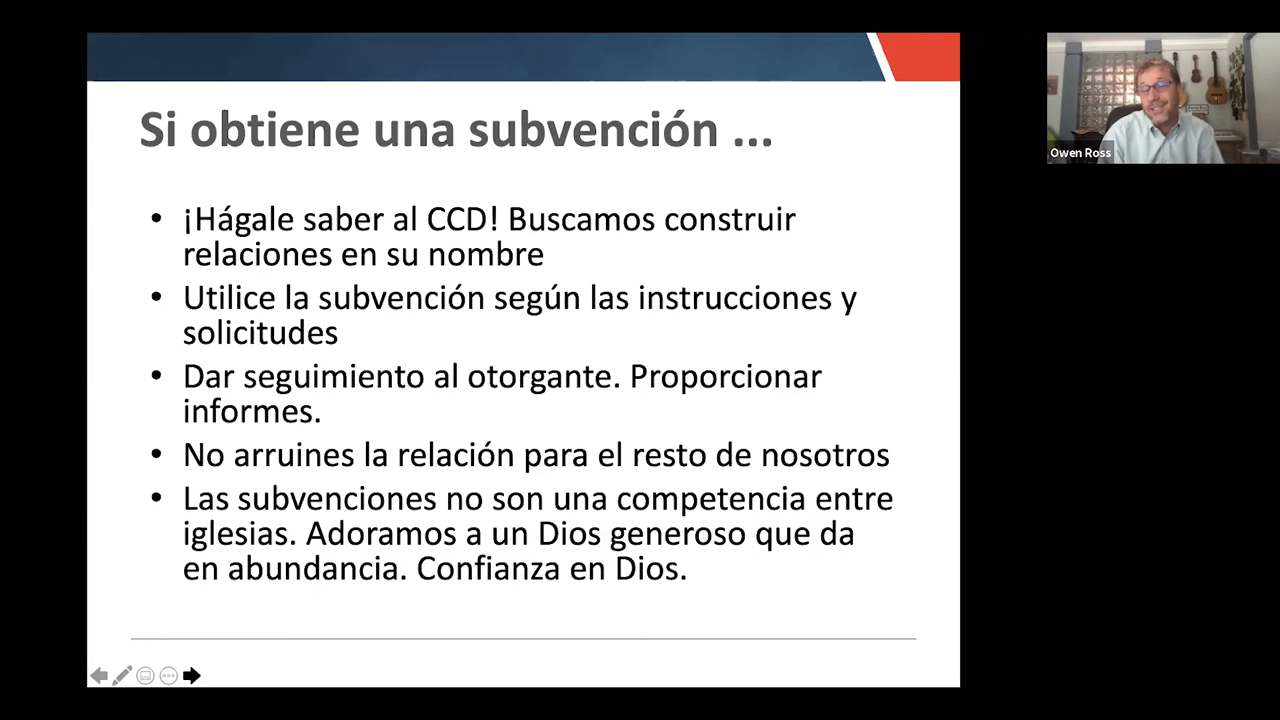 Si obtiene una subvención ...
• ¡Hágale saber al CCD! Buscamos construir
relaciones en su nombre
• Utilice la subvención según las instrucciones y
solicitudes
• Dar seguimiento al otorgante. Proporcionar
informes.
• No arruines la relación para el resto de nosotros
• Las subvenciones no son una competencia entre
iglesias. Adoramos a un Dios generoso que da
en abundancia. Confianza en Dios.
Owen Ross